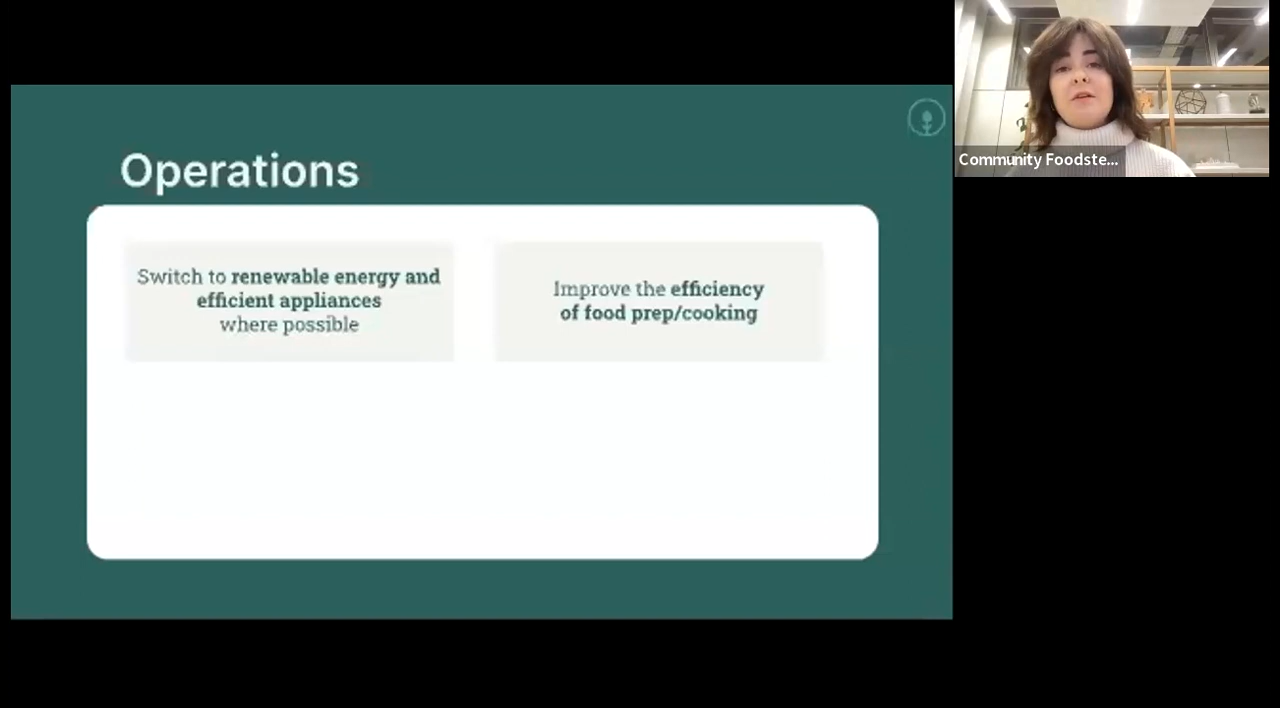 Operations
Switch to renewable energy and
efficient appliances
where possible
Improve the efficiency
of food prep/cooking
Community Foodste...